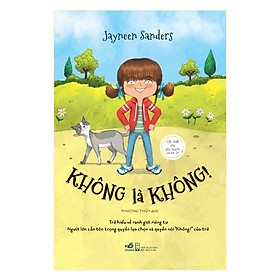 Jayneen Sanders
KHÔNG là KHÔNG!
PHƯƠNG THÙY dịch
Trẻ hiểu về ranh giới riêng tư
Người lớn cần tôn trọng quyền lựa chọn và quyền nói "Không!" của trẻ